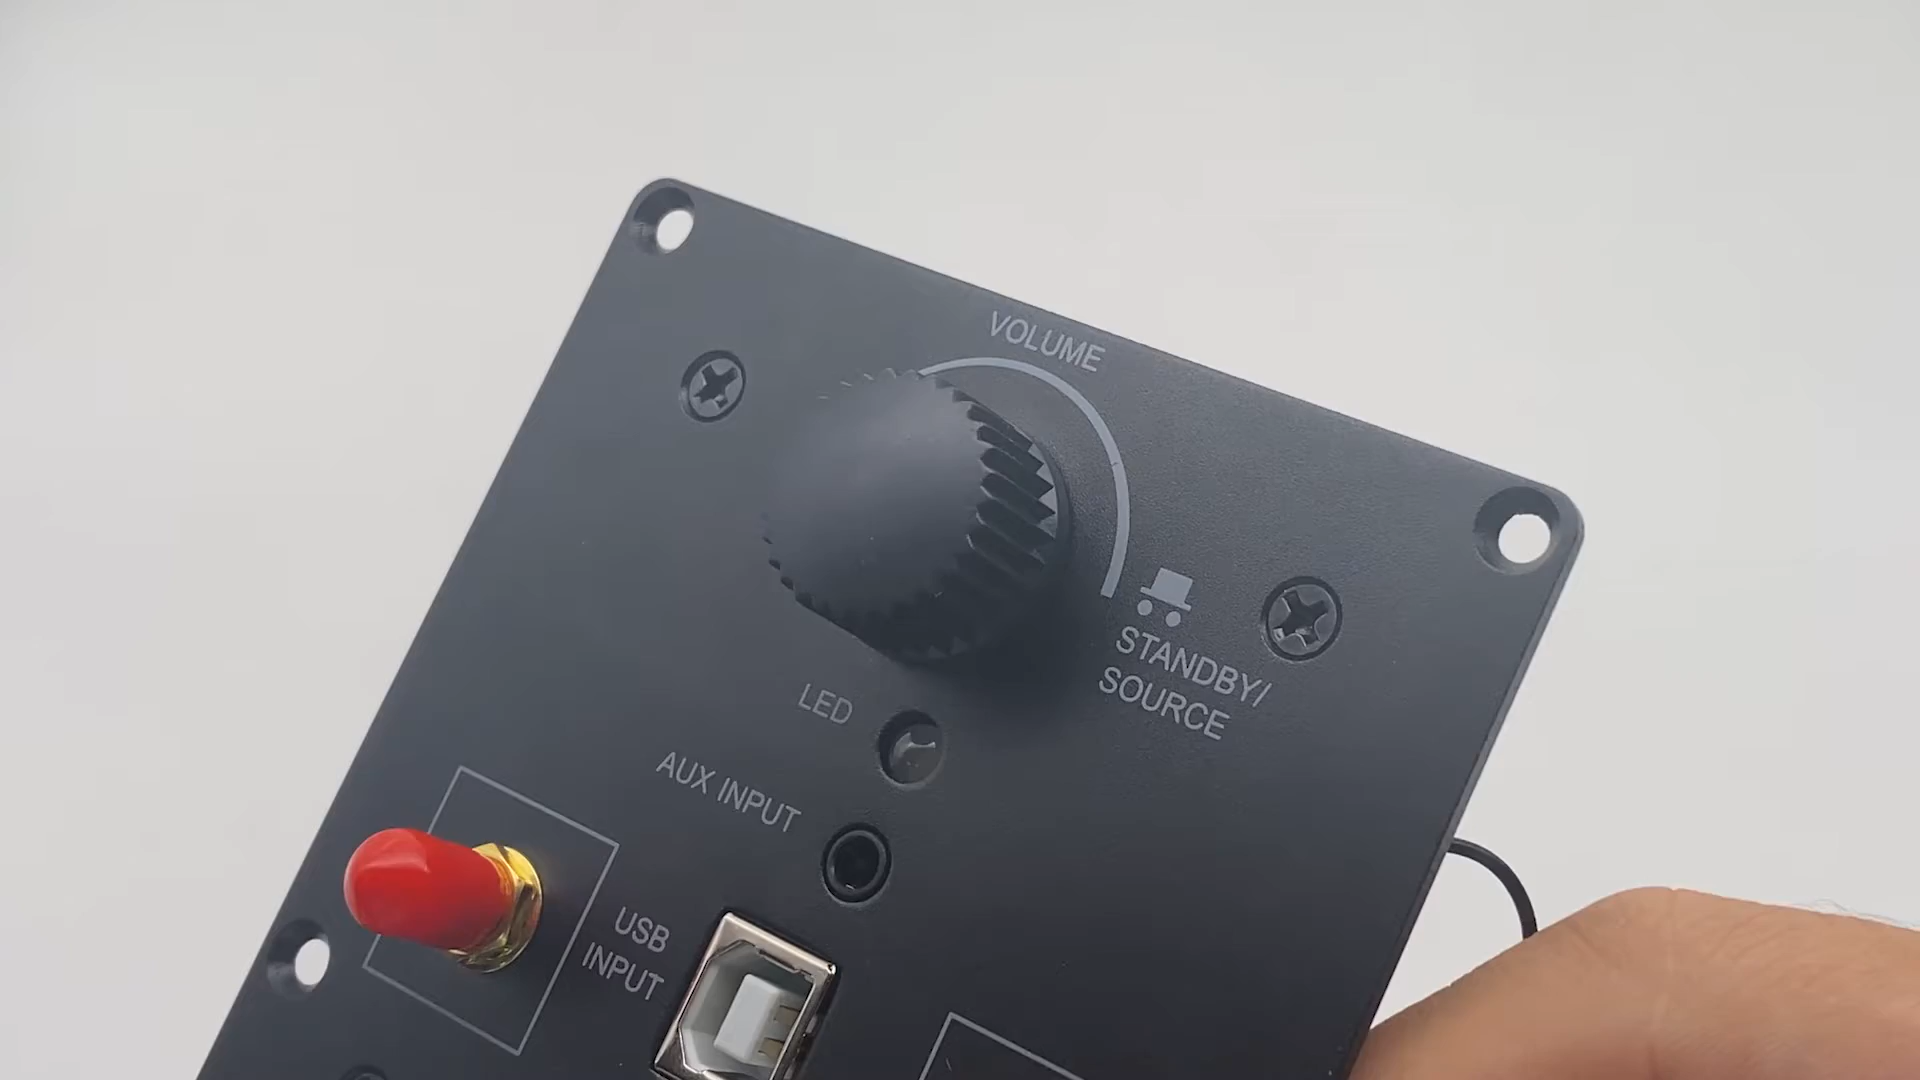 VOLUME
STANDBY/
SOURCE
LED
AUX INPUT
USB
INPUT